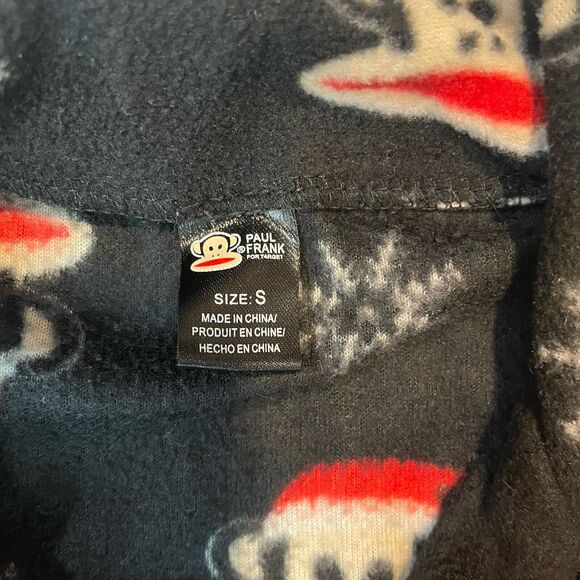 PAUL
®FRANK
FOR TARGET
SIZE: S
MADE IN CHINA/
PRODUIT EN CHINE/
HECHO EN CHINA